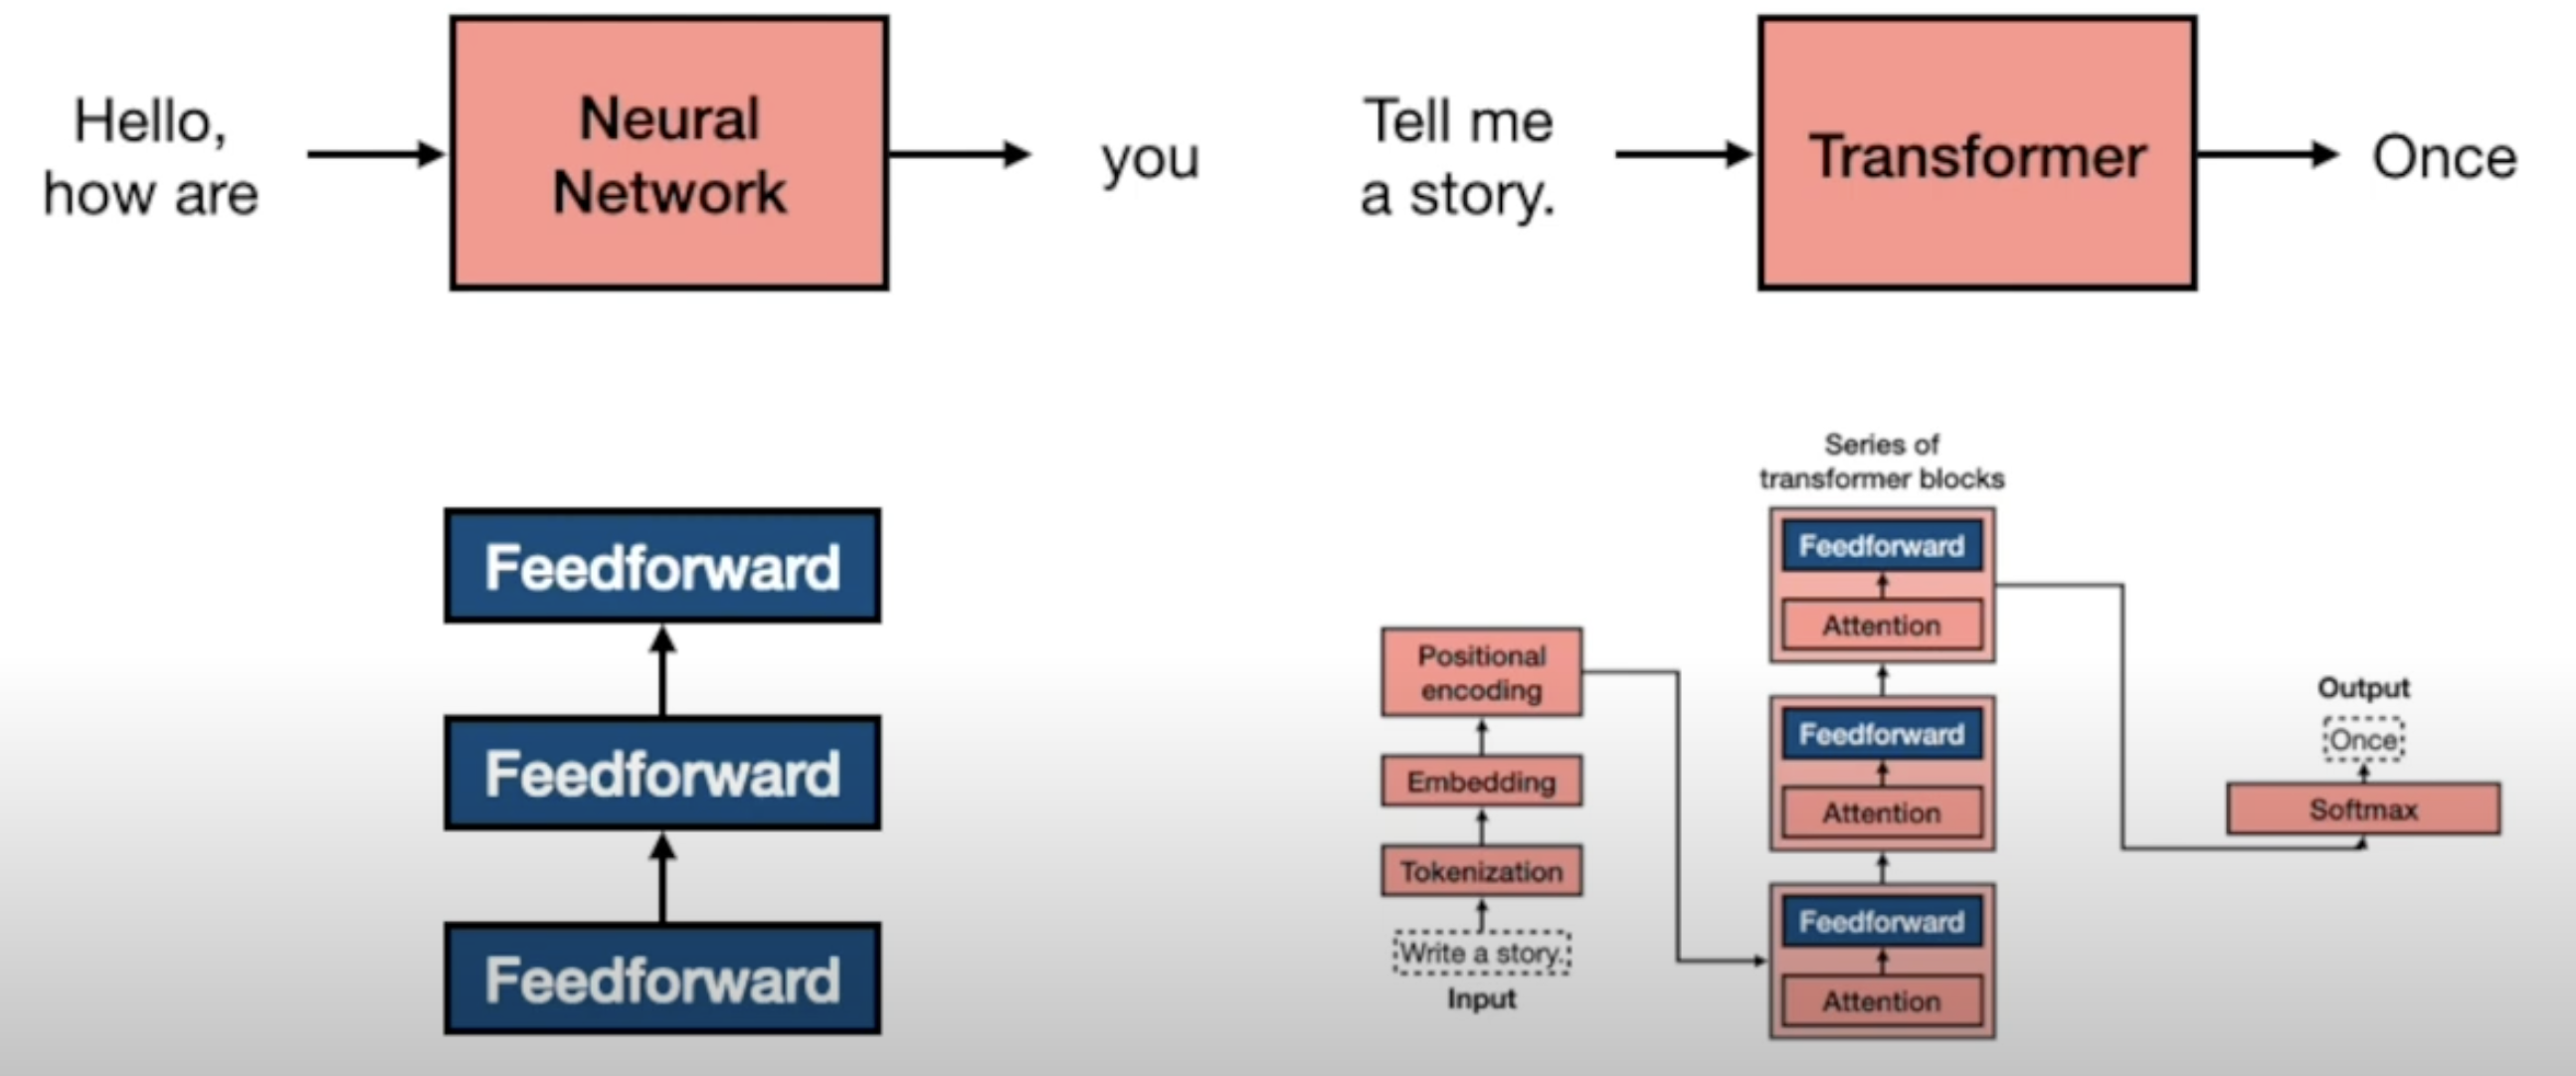 Hello,
how are
Neural
Network
you
Tell me
a story.
Transformer
Once
Feedforward
Feedforward
Feedforward
Positional
encoding
Embedding
Tokenization
Write a story.
Input
Series of
transformer blocks
Feedforward
Attention
Feedforward
Attention
Feedforward
Attention
Output
Once
Softmax